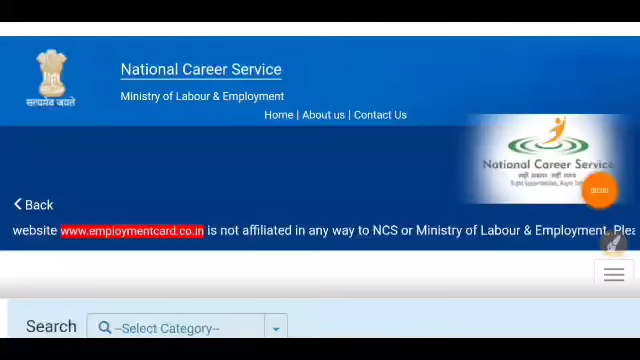 National Career Service
सत्यमेव जयते
Ministry of Labour & Employment
Home | About us | Contact Us
National Career Service
Back
website www.employmentcard.co.in is not affiliated in any way to NCS or Ministry of Labour & Employment. Plea
Search
--Select Category--